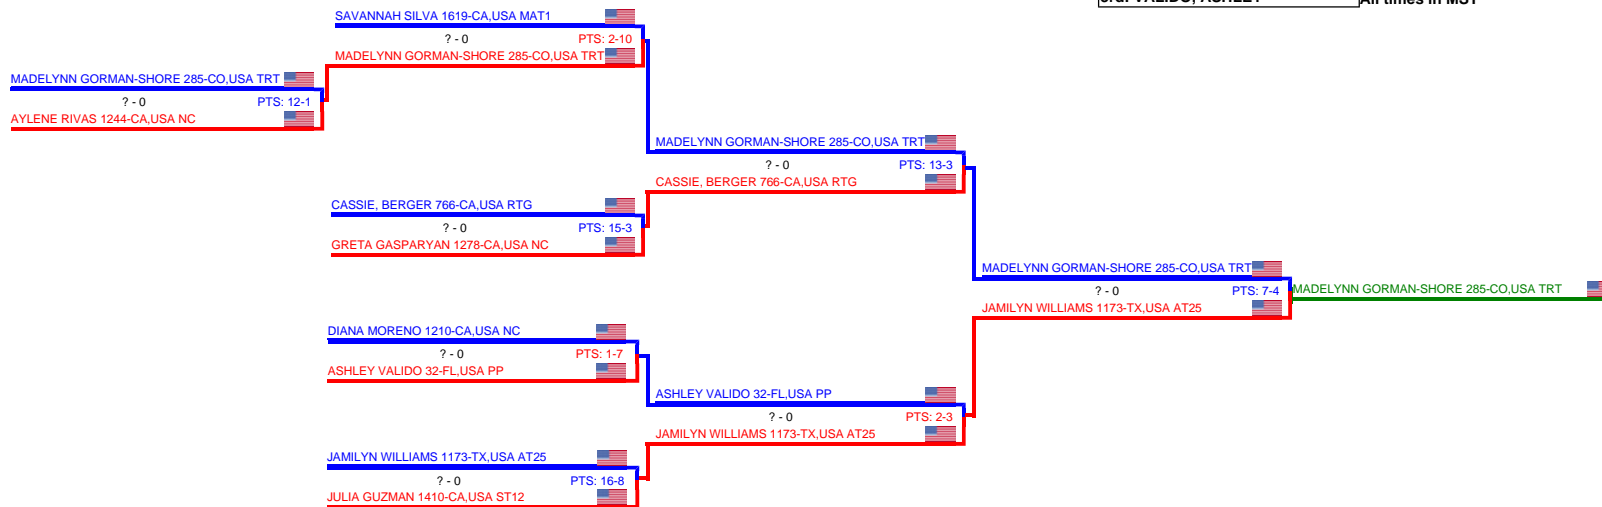 3rd. VALIDO, ASHLEY
All times in MST
SAVANNAH SILVA 1619-CA,USA MAT1
? - 0
PTS: 2-10
MADELYNN GORMAN-SHORE 285-CO,USA TRT
MADELYNN GORMAN-SHORE 285-CO,USA TRT
? - 0
PTS: 12-1
AYLENE RIVAS 1244-CA,USA NC
MADELYNN GORMAN-SHORE 285-CO,USA TRT
? - 0
PTS: 13-3
CASSIE, BERGER 766-CA,USA RTG
CASSIE, BERGER 766-CA,USA RTG
? - 0
PTS: 15-3
GRETA GASPARYAN 1278-CA,USA NC
MADELYNN GORMAN-SHORE 285-CO,USA TRT
? - 0
PTS: 7-4
MADELYNN GORMAN-SHORE 285-CO,USA TRT
JAMILYN WILLIAMS 1173-TX,USA AT25
DIANA MORENO 1210-CA,USA NC
? - 0
PTS: 1-7
ASHLEY VALIDO 32-FL,USA PP
ASHLEY VALIDO 32-FL,USA PP
? - 0
PTS: 2-3
JAMILYN WILLIAMS 1173-TX,USA AT25
JAMILYN WILLIAMS 1173-TX,USA AT25
? - 0
PTS: 16-8
JULIA GUZMAN 1410-CA,USA ST12